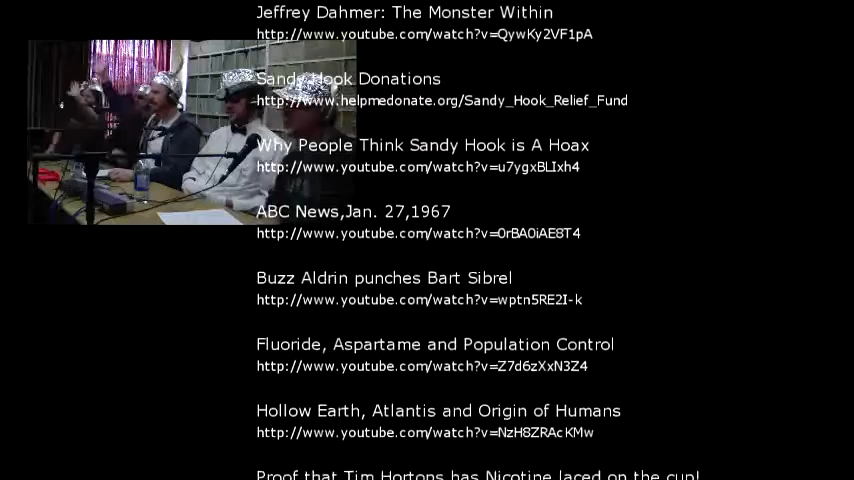 Jeffrey Dahmer: The Monster Within
http://www.youtube.com/watch?v=QywKy2VF1pA
Sandy Hook Donations
http://www.helpmedonate.org/Sandy_Hook_Relief_Fund
Why People Think Sandy Hook is A Hoax
http://www.youtube.com/watch?v=u7ygxBLIxh4
ABC News,Jan. 27,1967
http://www.youtube.com/watch?v=0rBA0iAE8T4
Buzz Aldrin punches Bart Sibrel
http://www.youtube.com/watch?v=wptn5RE2I-k
Fluoride, Aspartame and Population Control
http://www.youtube.com/watch?v=Z7d6zXxN3Z4
Hollow Earth, Atlantis and Origin of Humans
http://www.youtube.com/watch?v=NzH8ZRAcKMw
Proof that Tim Hortons has Nicotine laced on the cup!